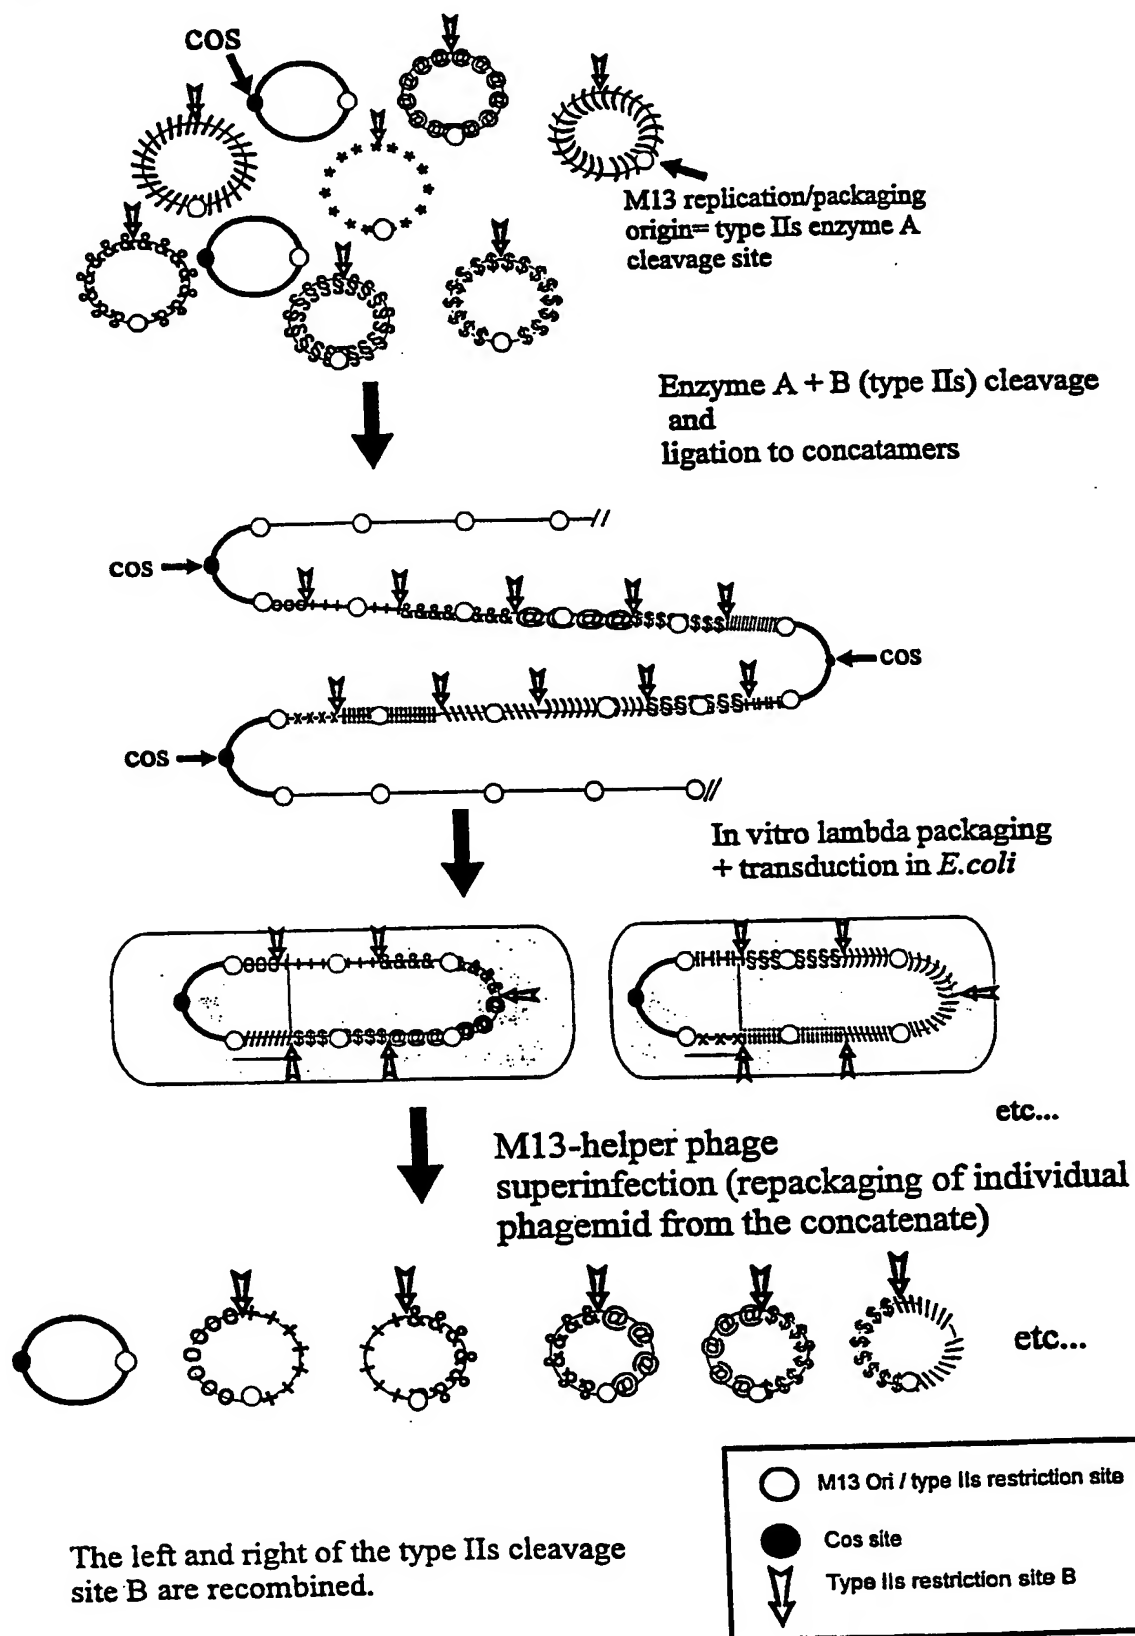 COS
M13 replication/packaging
origin= type IIs enzyme A
cleavage site
Enzyme A + B (type IIs) cleavage
and
ligation to concatamers
COS
COS
COS
In vitro lambda packaging
+ transduction in E.coli
etc...
M13-helper phage
superinfection (repackaging of individual
phagemid from the concatenate)
etc...
M13 Ori / type IIs restriction site
Cos site
Type IIs restriction site B
The left and right of the type IIs cleavage
site B are recombined.